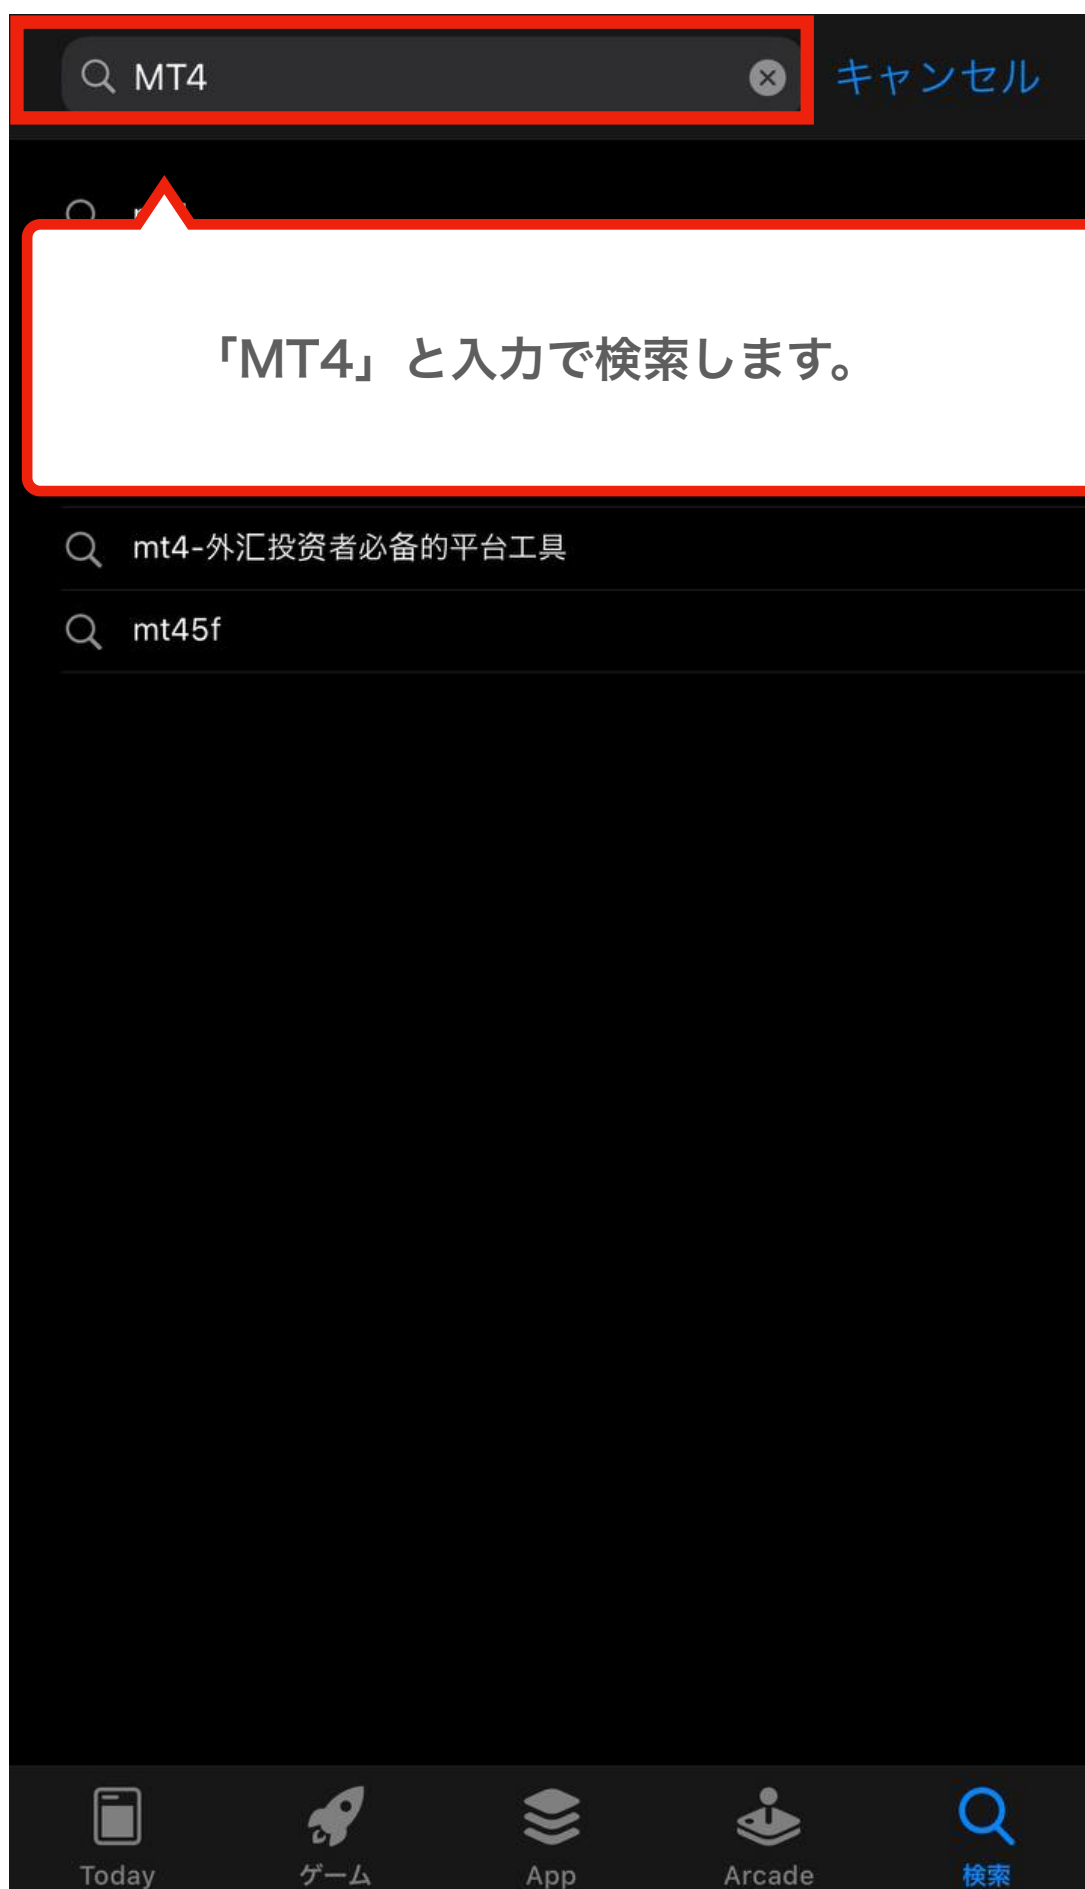 MT4
キャンセル
「MT4」と入力で検索します。
mt4-外汇投资者必备的平台工具
mt45f
Today
ゲーム
App
Arcade
検索